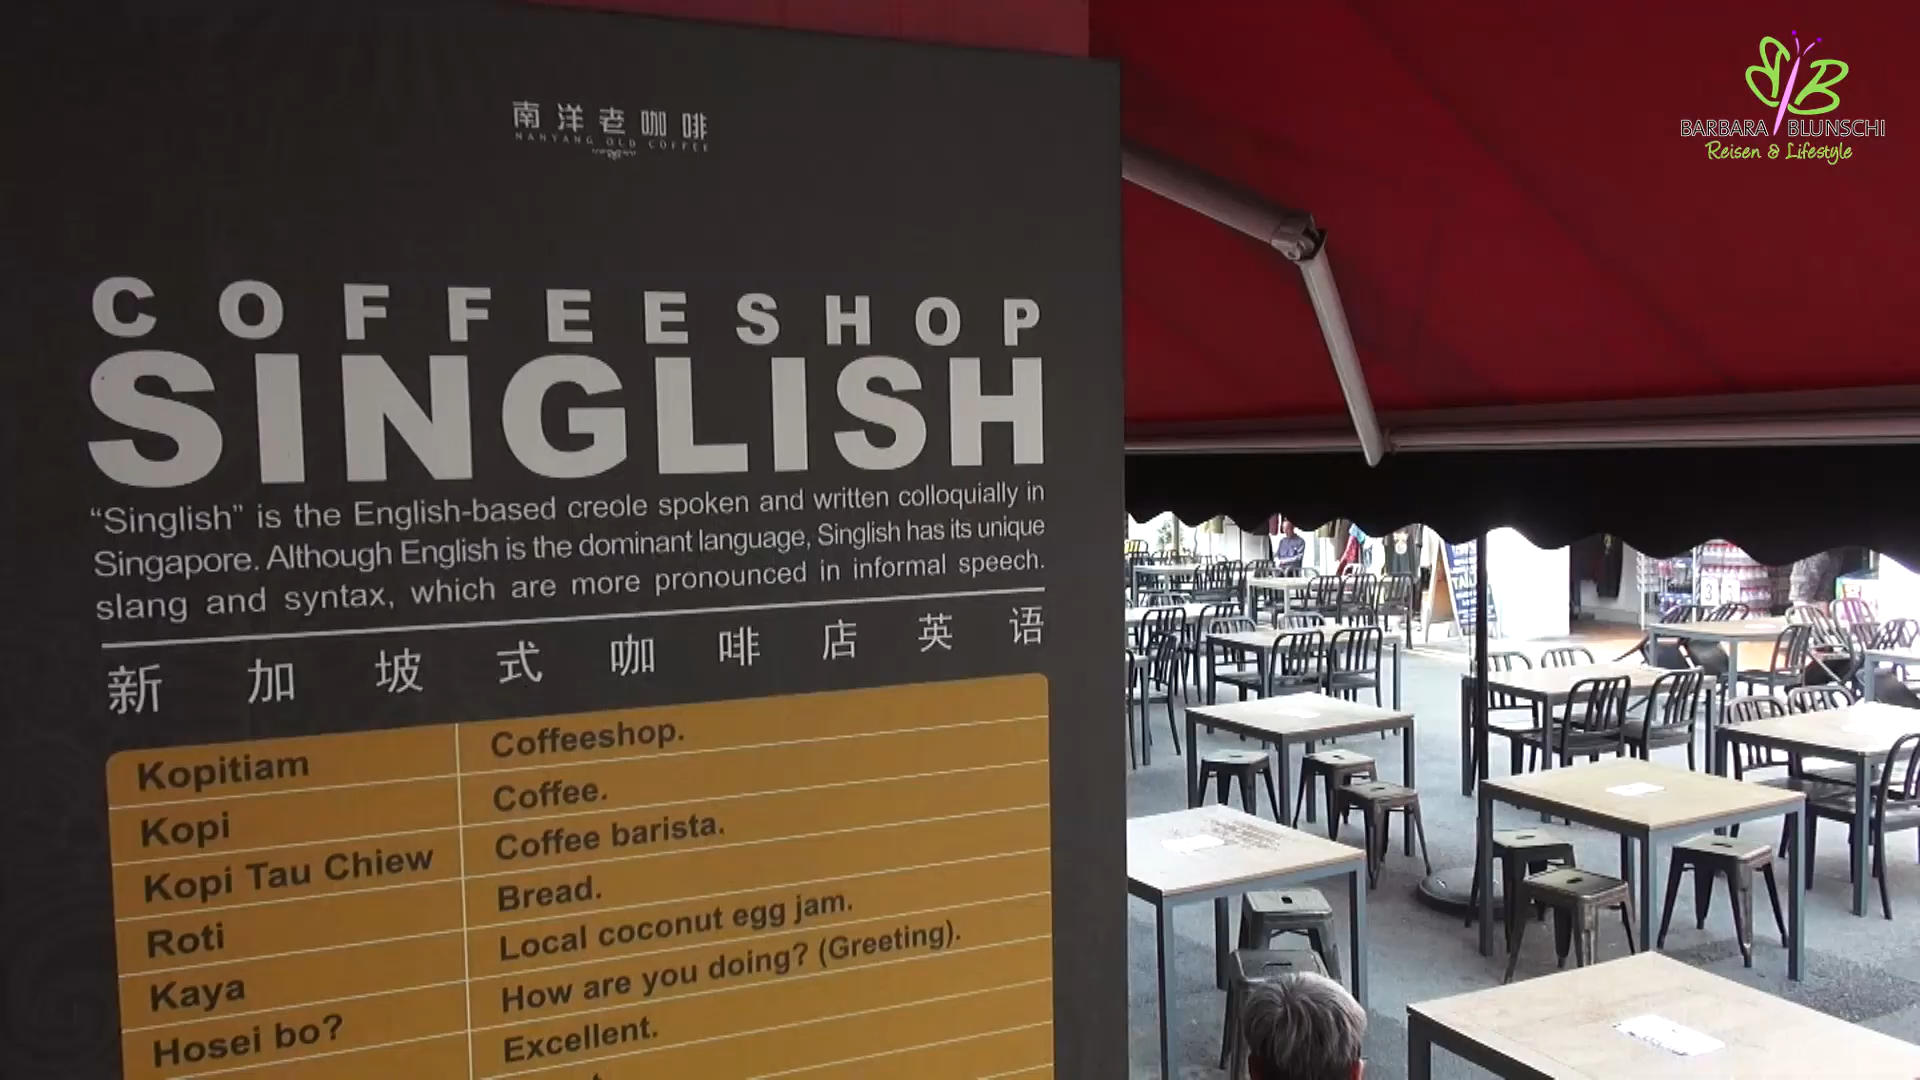 南洋老咖啡
NANYANG OLD COFFEE
COFFEESHOP
SINGLISH
“Singlish” is the English-based creole spoken and written colloquially in
Singapore. Although English is the dominant language, Singlish has its unique
slang and syntax, which are more pronounced in informal speech.
新加坡式咖啡店英语
Kopitiam Coffeeshop.
Kopi Coffee.
Kopi Tau Chiew Coffee barista.
Roti Bread.
Kaya Local coconut egg jam.
Hosei bo? How are you doing? (Greeting).
Excellent.
BARBARA BLUNSCHI
Reisen & Lifestyle